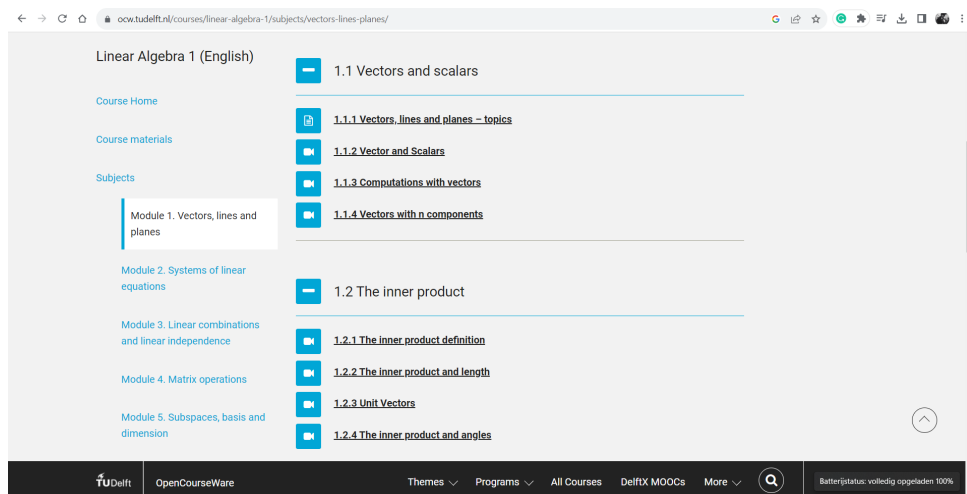 ocw.tudelft.nl/courses/linear-algebra-1/subjects/vectors-lines-planes/
Linear Algebra 1 (English)
Course Home
Course materials
Subjects
Module 1. Vectors, lines and
planes
Module 2. Systems of linear
equations
Module 3. Linear combinations
and linear independence
Module 4. Matrix operations
Module 5. Subspaces, basis and
dimension
1.1 Vectors and scalars
1.1.1 Vectors, lines and planes – topics
1.1.2 Vector and Scalars
1.1.3 Computations with vectors
1.1.4 Vectors with n components
1.2 The inner product
1.2.1 The inner product definition
1.2.2 The inner product and length
1.2.3 Unit Vectors
1.2.4 The inner product and angles
TUDelft OpenCourseWare Themes Programs All Courses DelftX MOOCs More Batterijstatus: volledig opgeladen 100%